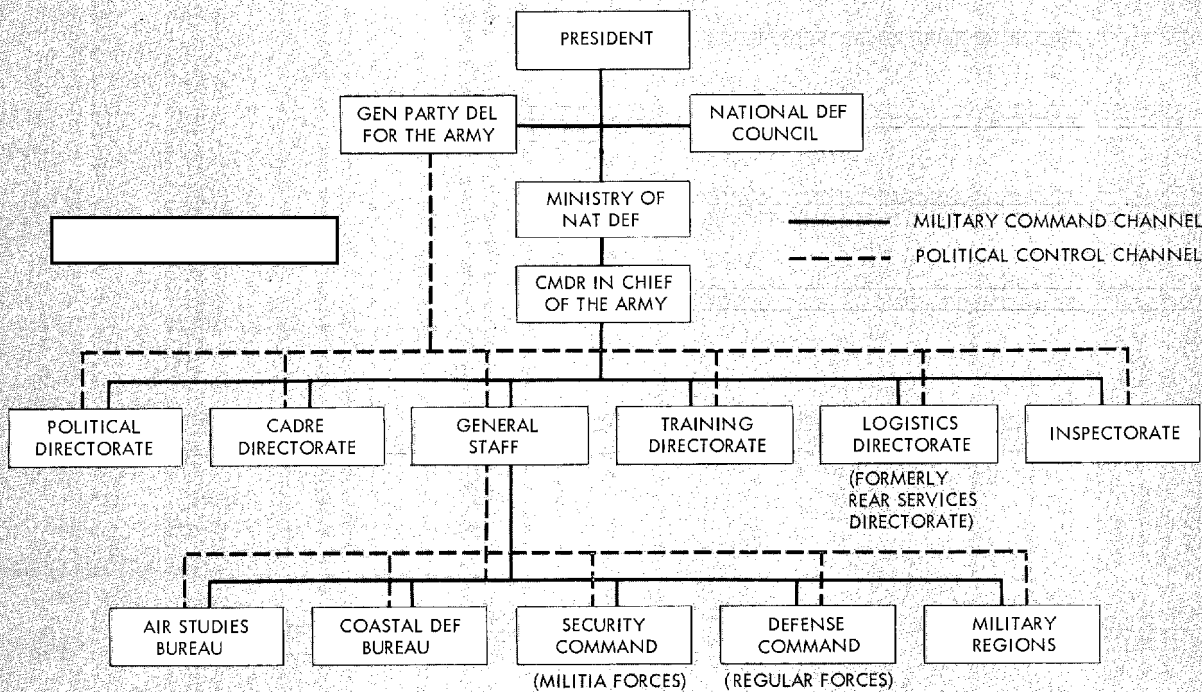 PRESIDENT
GEN PARTY DEL
FOR THE ARMY
NATIONAL DEF
COUNCIL
MINISTRY OF
NAT DEF
MILITARY COMMAND CHANNEL
POLITICAL CONTROL CHANNEL
CMDR IN CHIEF
OF THE ARMY
POLITICAL
DIRECTORATE
CADRE
DIRECTORATE
GENERAL
STAFF
TRAINING
DIRECTORATE
LOGISTICS
DIRECTORATE
(FORMERLY
REAR SERVICES
DIRECTORATE)
INSPECTORATE
AIR STUDIES
BUREAU
COASTAL DEF
BUREAU
SECURITY
COMMAND
(MILITIA FORCES)
DEFENSE
COMMAND
(REGULAR FORCES)
MILITARY
REGIONS